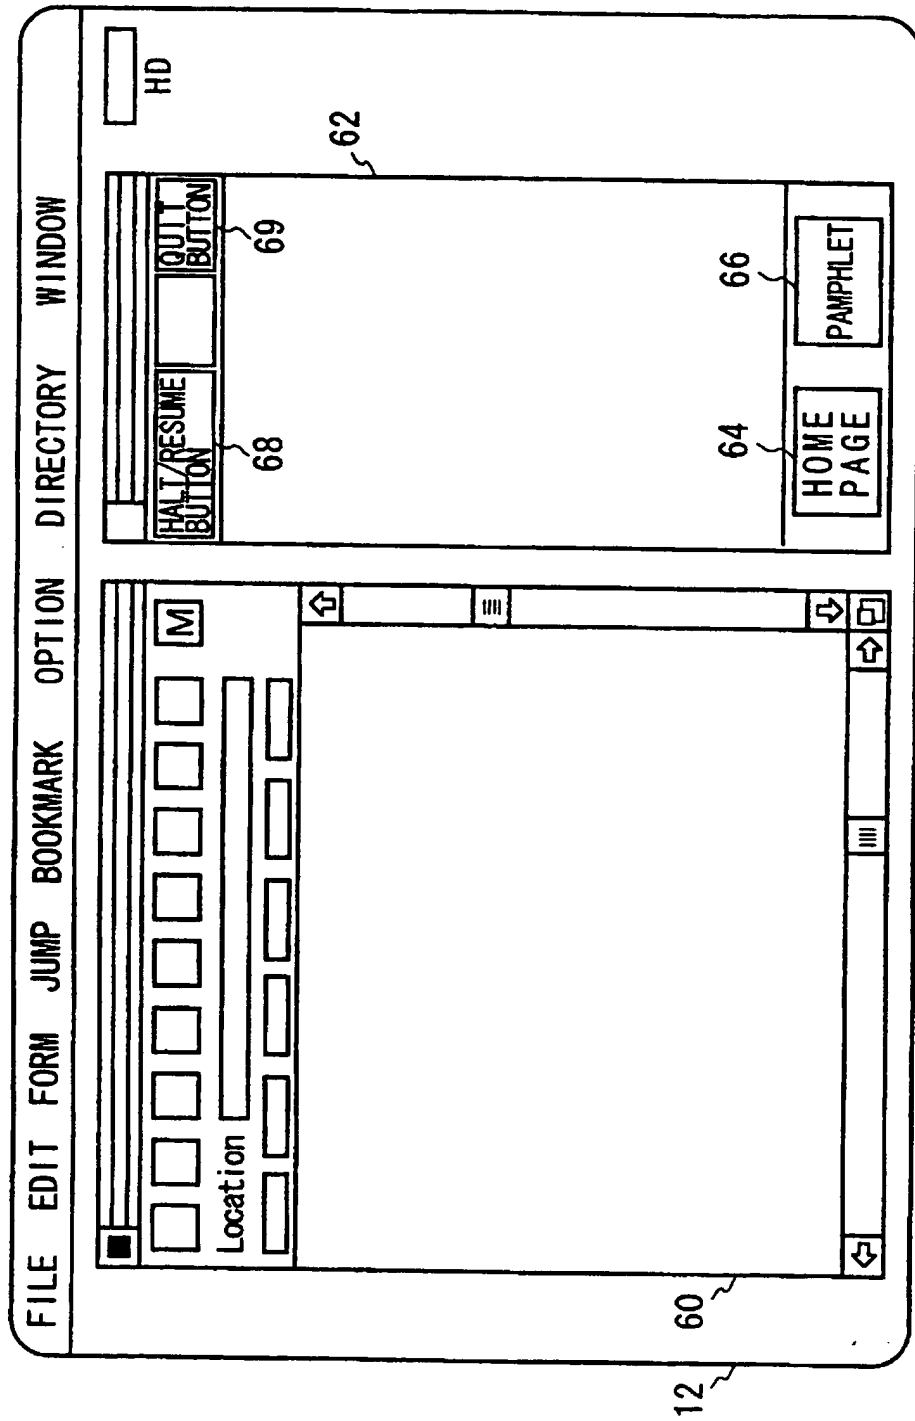 FILE EDIT FORM JUMP BOOKMARK OPTION DIRECTORY WINDOW
HD
M
HALT/RESUME
BUTTON
QUIT
BUTTON
68
69
Location
62
60
64
66
HOME
PAGE
PAMPHLET
12